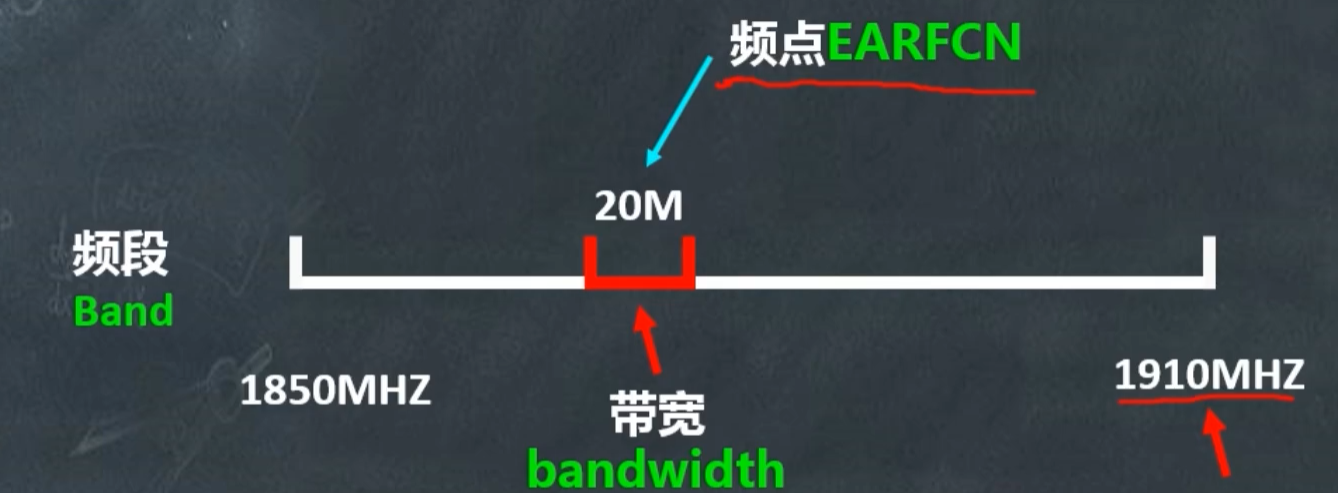 频点EARFCN
20M
频段
Band
1850MHZ
1910MHZ
带宽
bandwidth